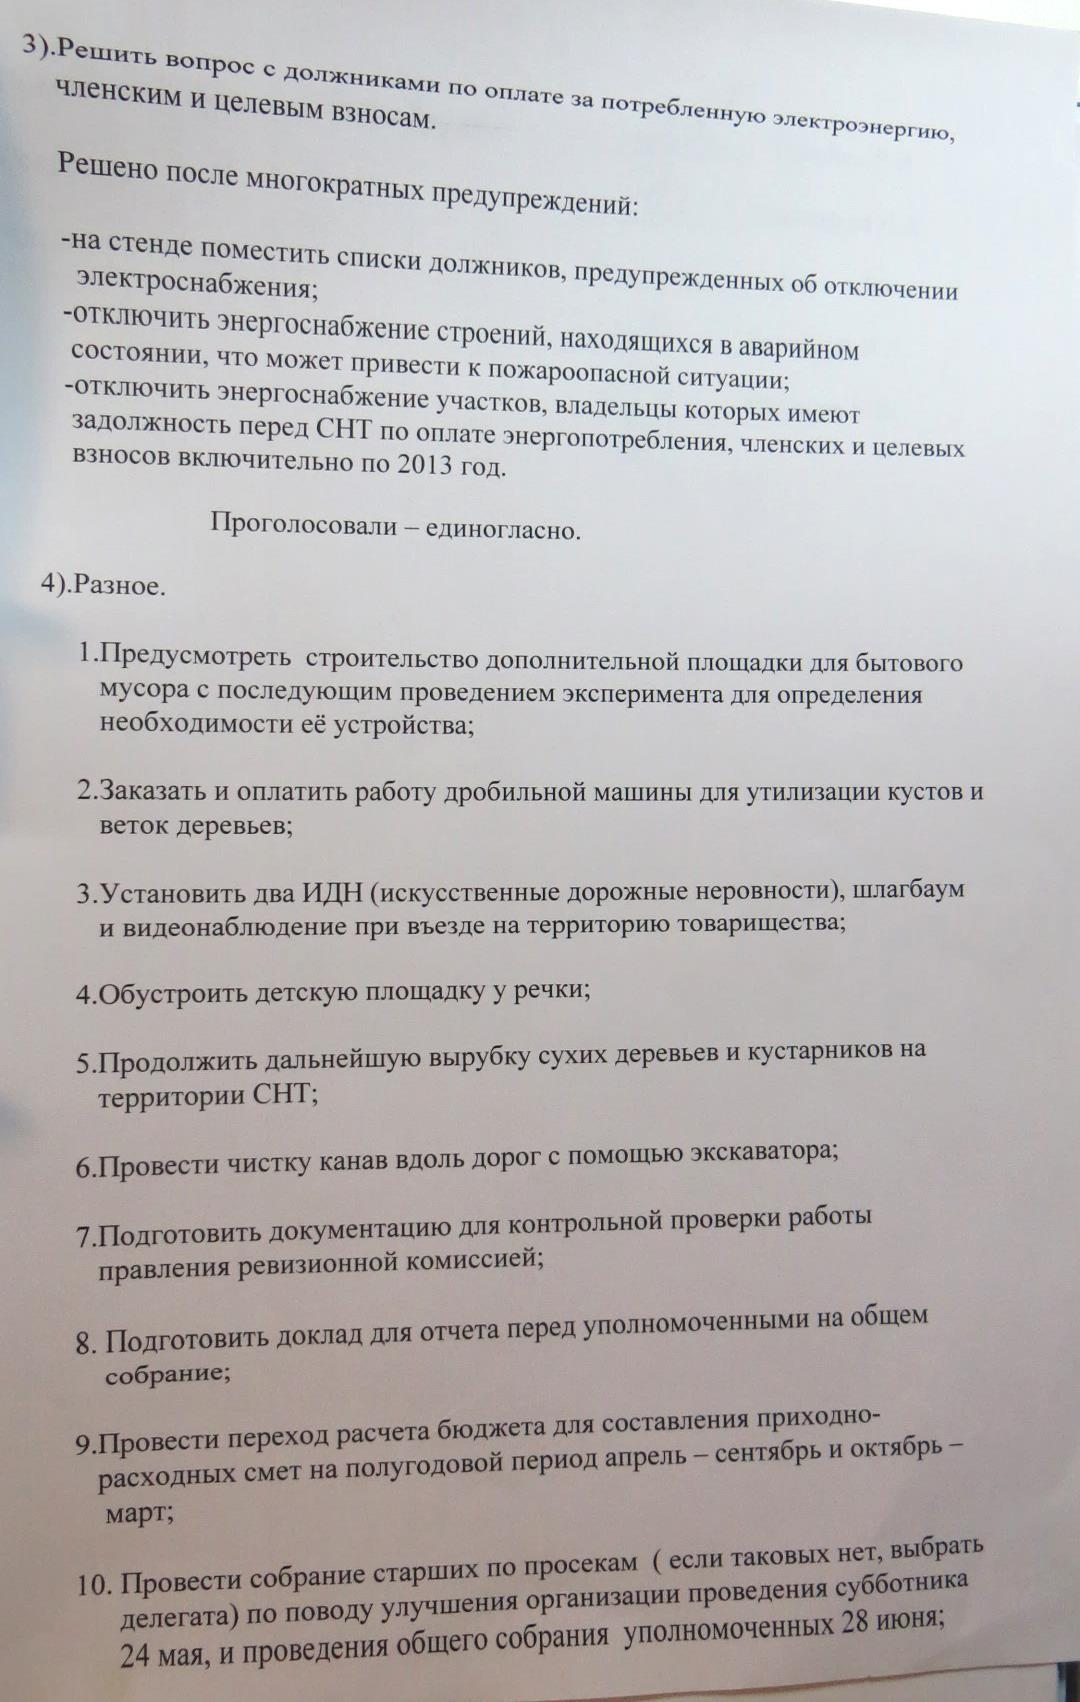 3).Решить вопрос с должниками по оплате за потребленную электроэнергию,
членским и целевым взносам.
Решено после многократных предупреждений:
-на стенде поместить списки должников, предупрежденных об отключении
электроснабжения;
-отключить энергоснабжение строений, находящихся в аварийном
состоянии, что может привести к пожароопасной ситуации;
-отключить энергоснабжение участков, владельцы которых имеют
задолжность перед СНТ по оплате энергопотребления, членских и целевых
взносов включительно по 2013 год.
Проголосовали – единогласно.
4).Разное.
1.Предусмотреть строительство дополнительной площадки для бытового
мусора с последующим проведением эксперимента для определения
необходимости её устройства;
2.Заказать и оплатить работу дробильной машины для утилизации кустов и
веток деревьев;
3.Установить два ИДН (искусственные дорожные неровности), шлагбаум
и видеонаблюдение при въезде на территорию товарищества;
4.Обустроить детскую площадку у речки;
5.Продолжить дальнейшую вырубку сухих деревьев и кустарников на
территории СНТ;
6.Провести чистку канав вдоль дорог с помощью экскаватора;
7.Подготовить документацию для контрольной проверки работы
правления ревизионной комиссией;
8. Подготовить доклад для отчета перед уполномоченными на общем
собрание;
9.Провести переход расчета бюджета для составления приходно-
расходных смет на полугодовой период апрель – сентябрь и октябрь –
март;
10. Провести собрание старших по просекам ( если таковых нет, выбрать
делегата) по поводу улучшения организации проведения субботника
24 мая, и проведения общего собрания уполномоченных 28 июня;